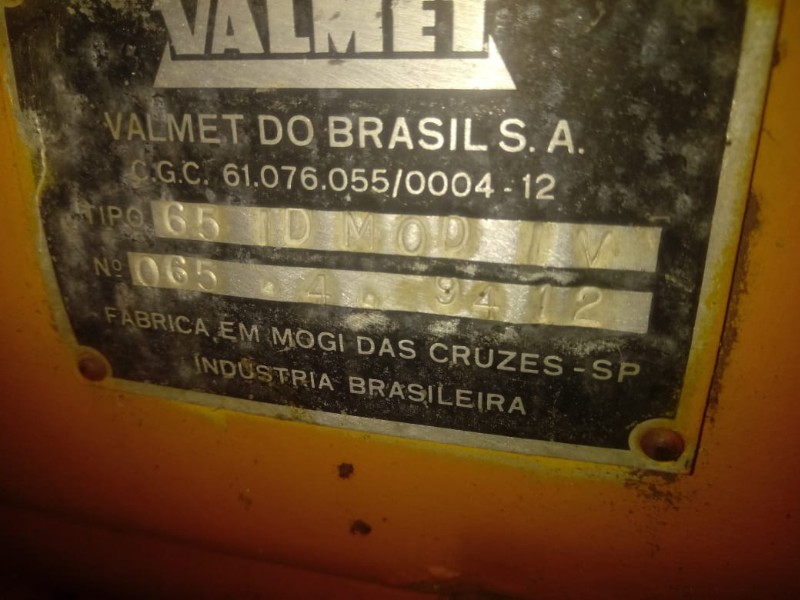 VALMET
VALMET DO BRASIL S. A.
C.G.C. 61.076.055/0004-12
TIPO 65 ID MOD IV
Nº 065.4.9412
FABRICA EM MOGI DAS CRUZES-SP
INDÚSTRIA BRASILEIRA